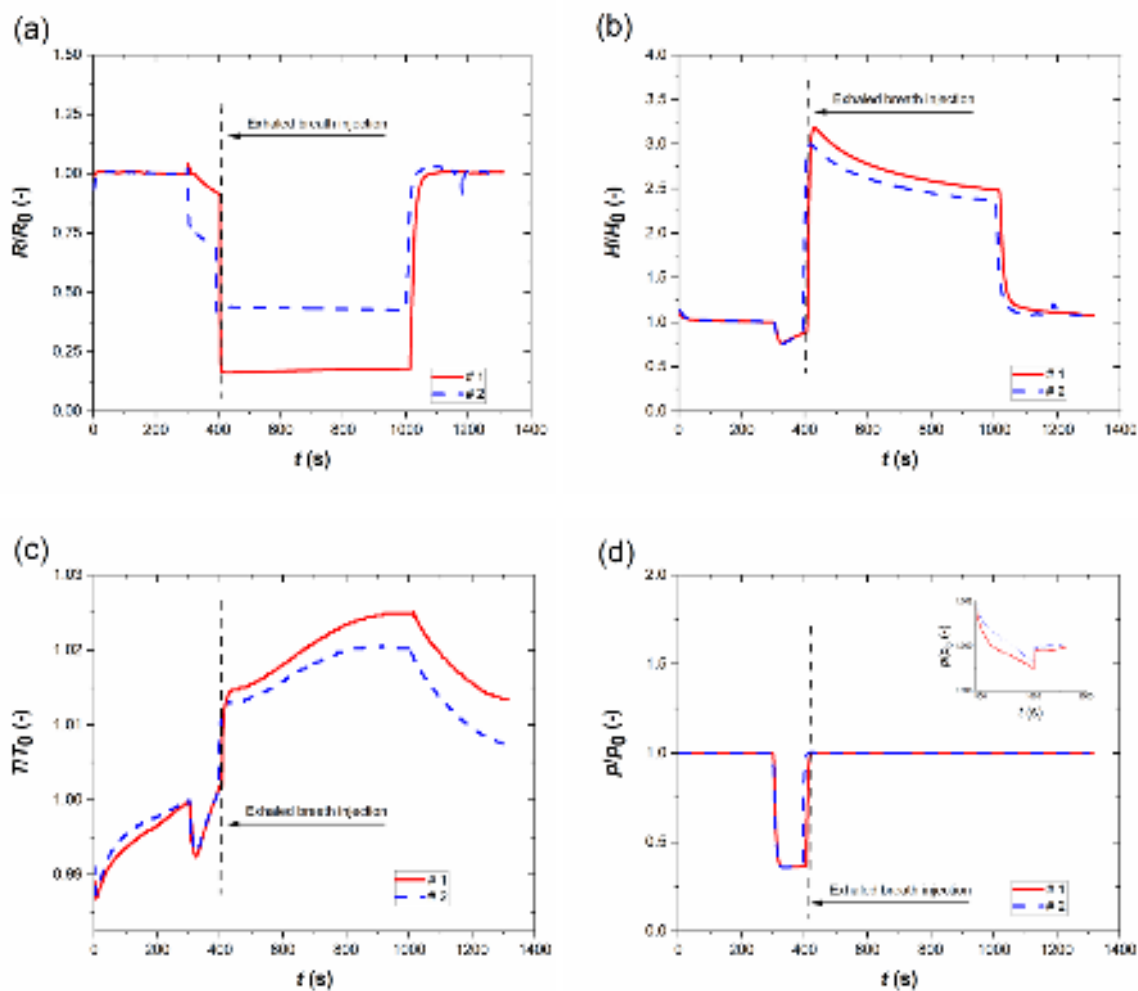 (a)
1.50
1.25
1.00
0.75
0.50
0.25
0.00
R/R0 (-)
Exhaled breath injection
# 1
# 2
0 200 400 600 800 1000 1200 1400
t (s)
(b)
4.0
3.5
3.0
2.5
2.0
1.5
1.0
0.5
0.0
H/H0 (-)
Exhaled breath injection
# 1
# 2
0 200 400 600 800 1000 1200 1400
t (s)
(c)
1.03
1.02
1.01
1.00
0.99
T/T0 (-)
Exhaled breath injection
# 1
# 2
0 200 400 600 800 1000 1200 1400
t (s)
(d)
2.0
1.5
1.0
0.5
0.0
p/p0 (-)
Exhaled breath injection
# 1
# 2
p/p0 (-)
t (s)
0 200 400 600 800 1000 1200 1400
t (s)